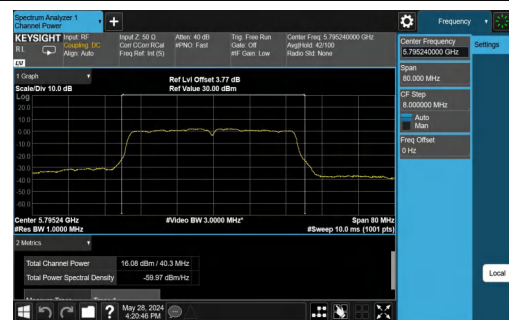 Spectrum Analyzer 1
Channel Power
Frequency
KEYSIGHT
RL
Input: RF
Coupling: DC
Align: Auto
Input Z: 50 Ω
Corr CCorr RCal
Freq Ref: Int (S)
Atten: 40 dB
#PNO: Fast
Trig: Free Run
Gate: Off
#IF Gain: Low
Center Freq: 5.795240000 GHz
Avg|Hold: 42/100
Radio Std: None
Center Frequency
5.795240000 GHz
Settings
Span
80.000 MHz
CF Step
8.000000 MHz
Auto
Man
Freq Offset
0 Hz
Local
1 Graph
Scale/Div 10.0 dB
Ref Lvl Offset 3.77 dB
Ref Value 30.00 dBm
Log
20.0
10.0
0.00
-10.0
-20.0
-30.0
-40.0
-50.0
-60.0
Center 5.79524 GHz
#Res BW 1.0000 MHz
#Video BW 3.0000 MHz*
Span 80 MHz
#Sweep 10.0 ms (1001 pts)
2 Metrics
Total Channel Power 16.08 dBm / 40.3 MHz
Total Power Spectral Density -59.97 dBm/Hz
May 28, 2024
4:20:46 PM